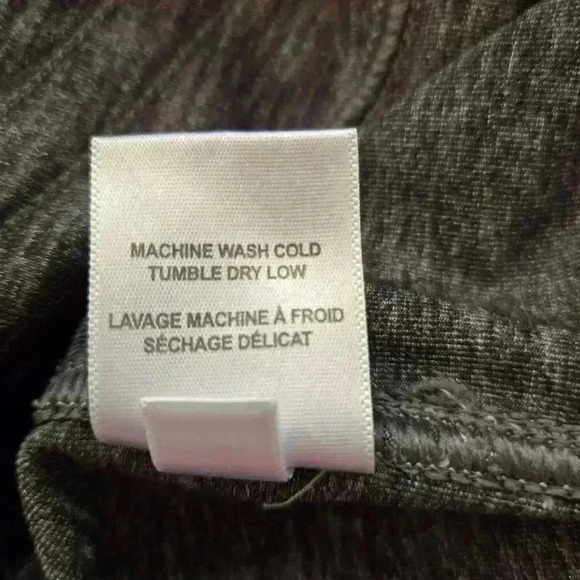 MACHINE WASH COLD
TUMBLE DRY LOW
LAVAGE MACHINE À FROID
SÉCHAGE DÉLICAT